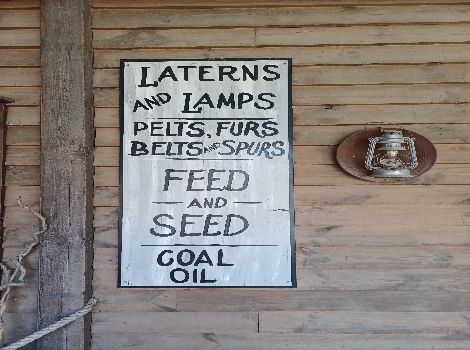 LATERNS
AND LAMPS
PELTS, FURS
BELTS AND SPURS
FEED
AND
SEED
COAL
OIL